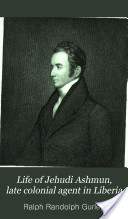 Life of Jehudi Ashmun,
late colonial agent in Liberia
Ralph Randolph Gurley